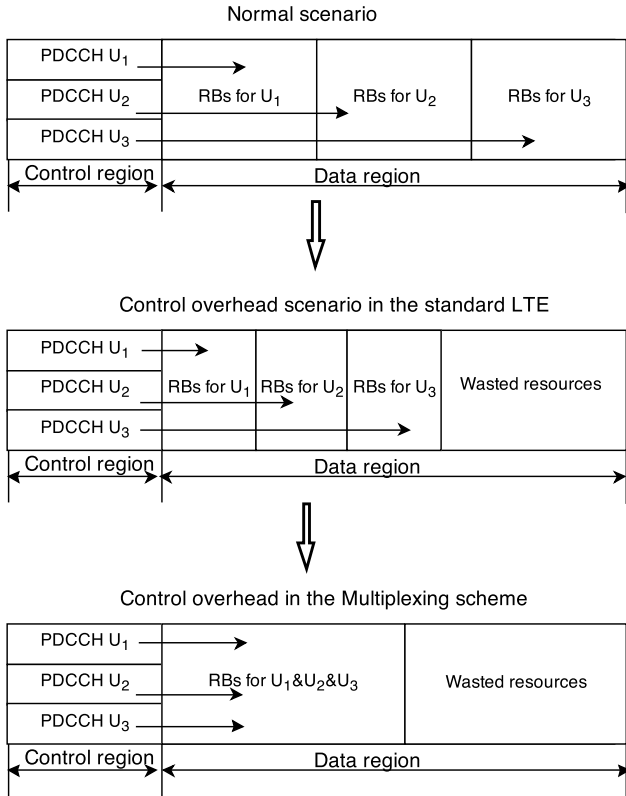 Normal scenario
PDCCH U1
PDCCH U2
PDCCH U3
RBs for U1
RBs for U2
RBs for U3
Control region
Data region
Control overhead scenario in the standard LTE
PDCCH U1
PDCCH U2
PDCCH U3
RBs for U1
RBs for U2
RBs for U3
Wasted resources
Control region
Data region
Control overhead in the Multiplexing scheme
PDCCH U1
PDCCH U2
PDCCH U3
RBs for U1&U2&U3
Wasted resources
Control region
Data region